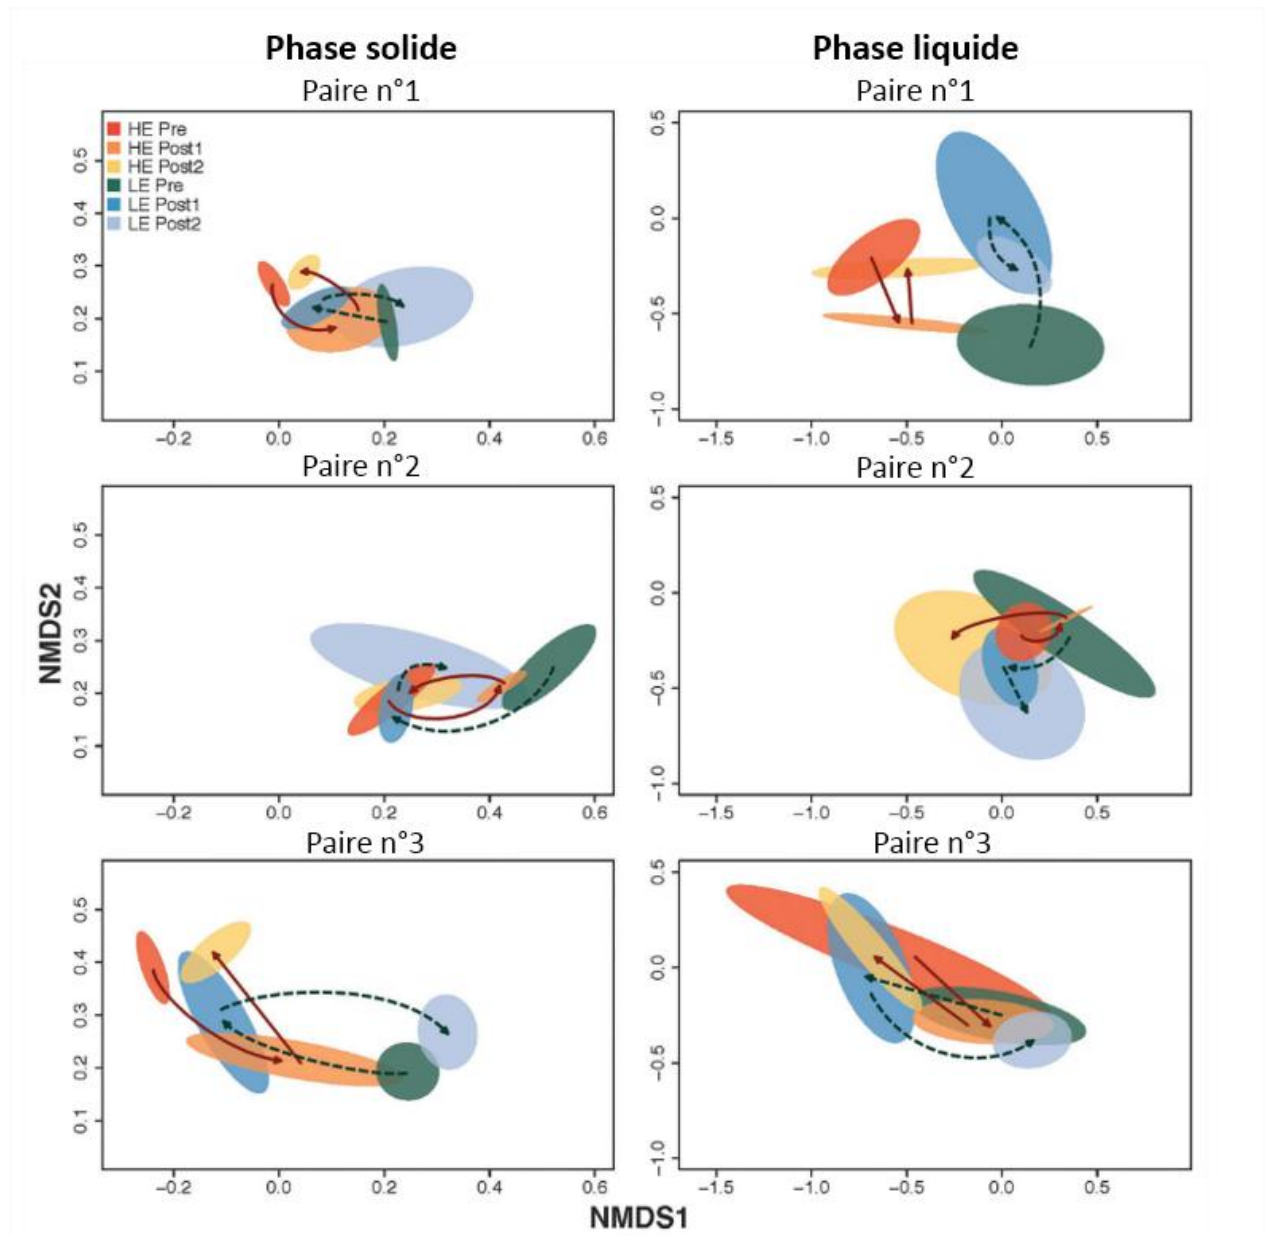 Phase solide Phase liquide
Paire n°1 Paire n°1
HE Pre
HE Post1
HE Post2
LE Pre
LE Post1
LE Post2
0.5
0.4
0.3
0.2
0.1
−0.2 0.0 0.2 0.4 0.6
0.5
0.0
−0.5
−1.0
−1.5 −1.0 −0.5 0.0 0.5
Paire n°2 Paire n°2
NMDS2
0.5
0.4
0.3
0.2
0.1
−0.2 0.0 0.2 0.4 0.6
0.5
0.0
−0.5
−1.0
−1.5 −1.0 −0.5 0.0 0.5
Paire n°3 Paire n°3
0.5
0.4
0.3
0.2
0.1
−0.2 0.0 0.2 0.4 0.6
0.5
0.0
−0.5
−1.0
−1.5 −1.0 −0.5 0.0 0.5
NMDS1